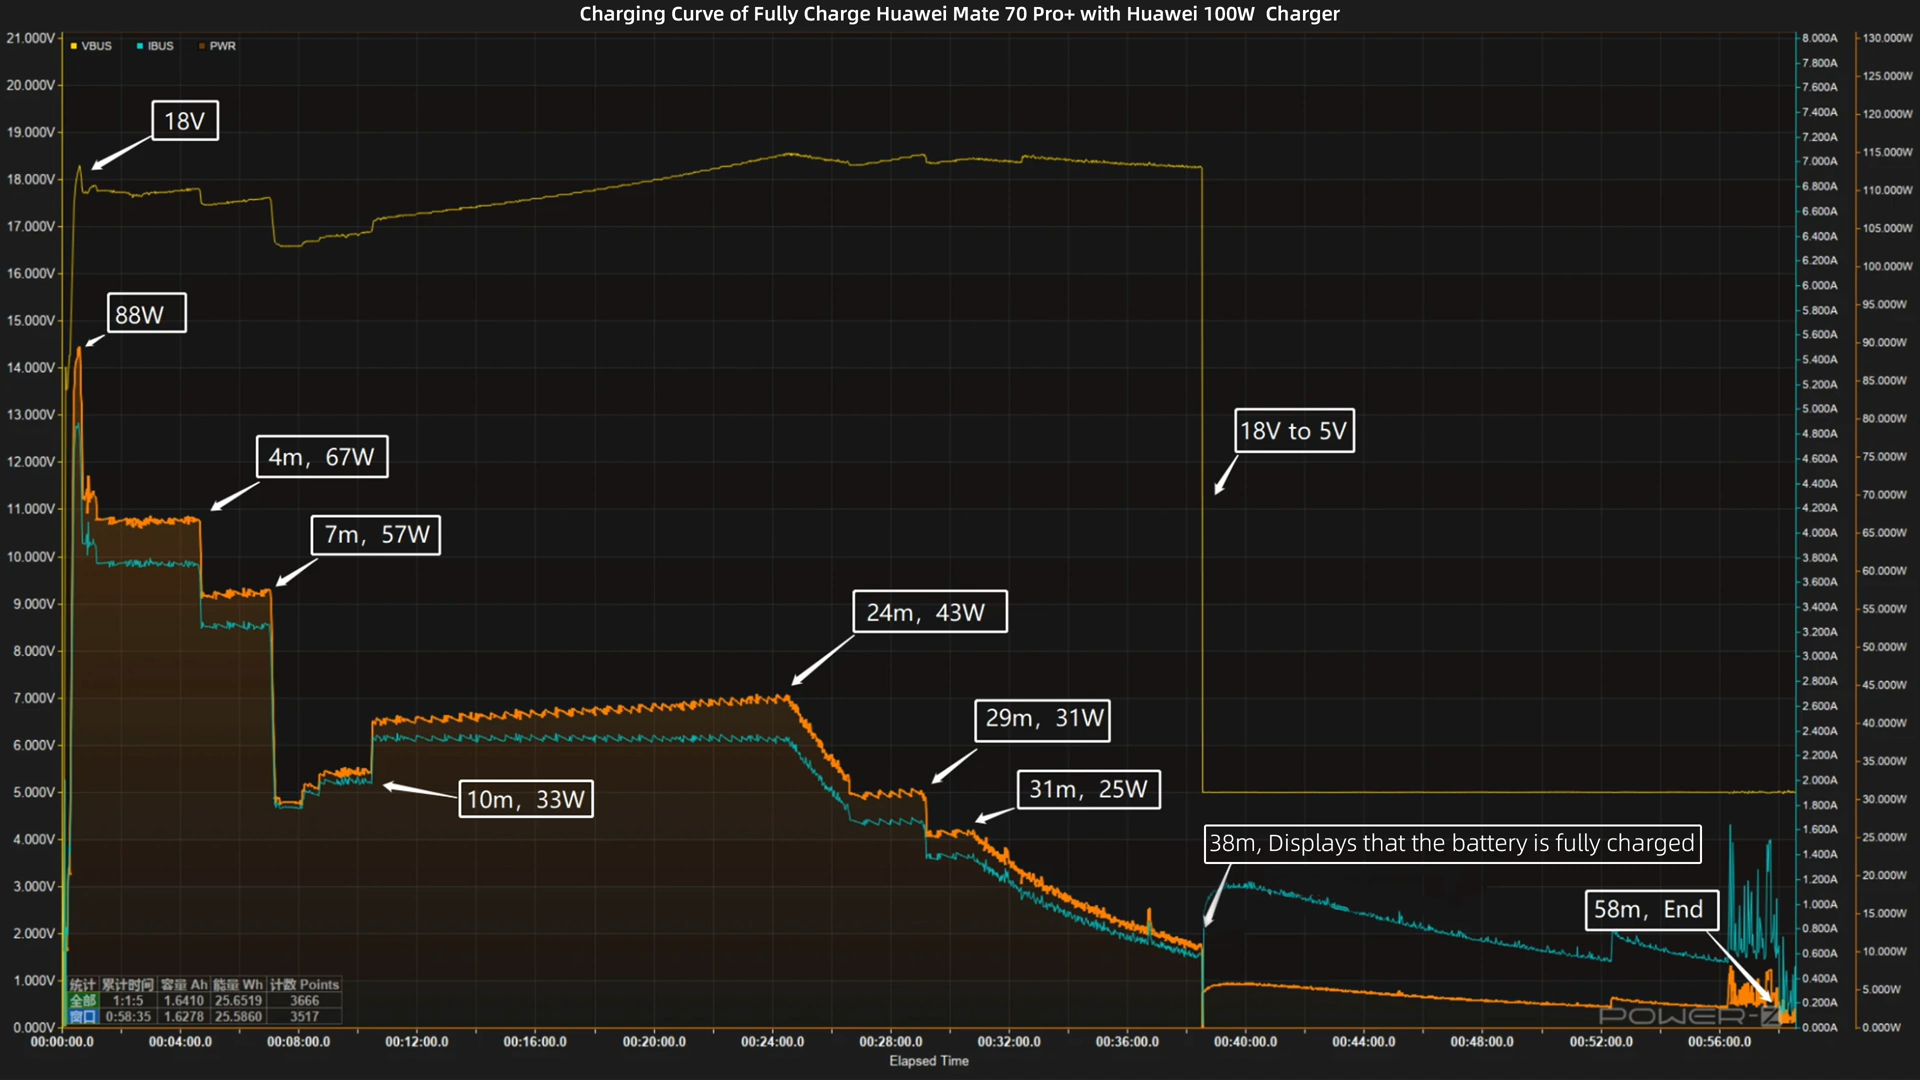 Charging Curve of Fully Charge Huawei Mate 70 Pro+ with Huawei 100W Charger
VBUS IBUS PWR
21.000V
20.000V
19.000V
18.000V
17.000V
16.000V
15.000V
14.000V
13.000V
12.000V
11.000V
10.000V
9.000V
8.000V
7.000V
6.000V
5.000V
4.000V
3.000V
2.000V
1.000V
0.000V
18V
88W
4m, 67W
7m, 57W
10m, 33W
24m, 43W
29m, 31W
31m, 25W
18V to 5V
38m, Displays that the battery is fully charged
58m, End
8.000A
7.800A
7.600A
7.400A
7.200A
7.000A
6.800A
6.600A
6.400A
6.200A
6.000A
5.800A
5.600A
5.400A
5.200A
5.000A
4.800A
4.600A
4.400A
4.200A
4.000A
3.800A
3.600A
3.400A
3.200A
3.000A
2.800A
2.600A
2.400A
2.200A
2.000A
1.800A
1.600A
1.400A
1.200A
1.000A
0.800A
0.600A
0.400A
0.200A
0.000A
130.000W
125.000W
120.000W
115.000W
110.000W
105.000W
100.000W
95.000W
90.000W
85.000W
80.000W
75.000W
70.000W
65.000W
60.000W
55.000W
50.000W
45.000W
40.000W
35.000W
30.000W
25.000W
20.000W
15.000W
10.000W
5.000W
0.000W
统计 累计时间 容量 Ah 能量 Wh 计数 Points
全部 1:1:5 1.6410 25.6519 3666
窗口 0:58:35 1.6278 25.5860 3517
POWER-Z
00:00:00.0 00:04:00.0 00:08:00.0 00:12:00.0 00:16:00.0 00:20:00.0 00:24:00.0 00:28:00.0 00:32:00.0 00:36:00.0 00:40:00.0 00:44:00.0 00:48:00.0 00:52:00.0 00:56:00.0
Elapsed Time